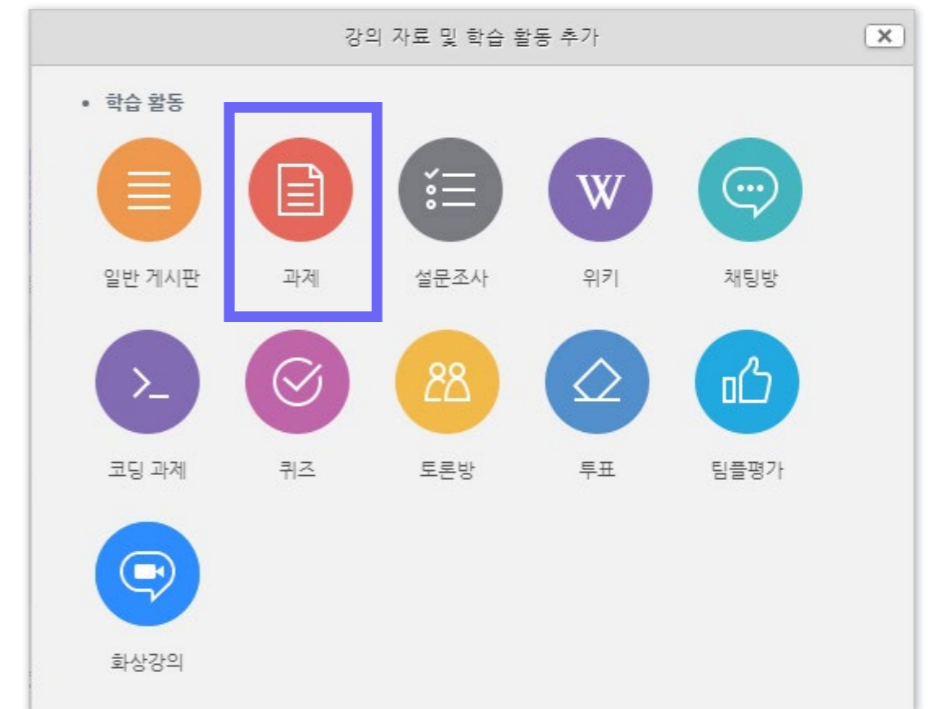 강의 자료 및 학습 활동 추가
• 학습 활동
일반 게시판 과제 설문조사 위키 채팅방
코딩 과제 퀴즈 토론방 투표 팀플평가
화상강의